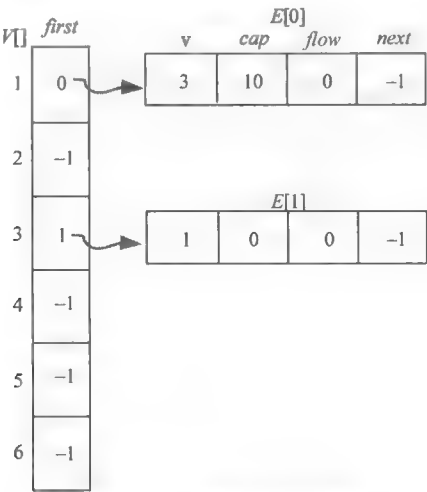 V[] first
E[0]
v cap flow next
1 0 3 10 0 –1
2 –1
E[1]
3 1 1 0 0 –1
4 –1
5 –1
6 –1